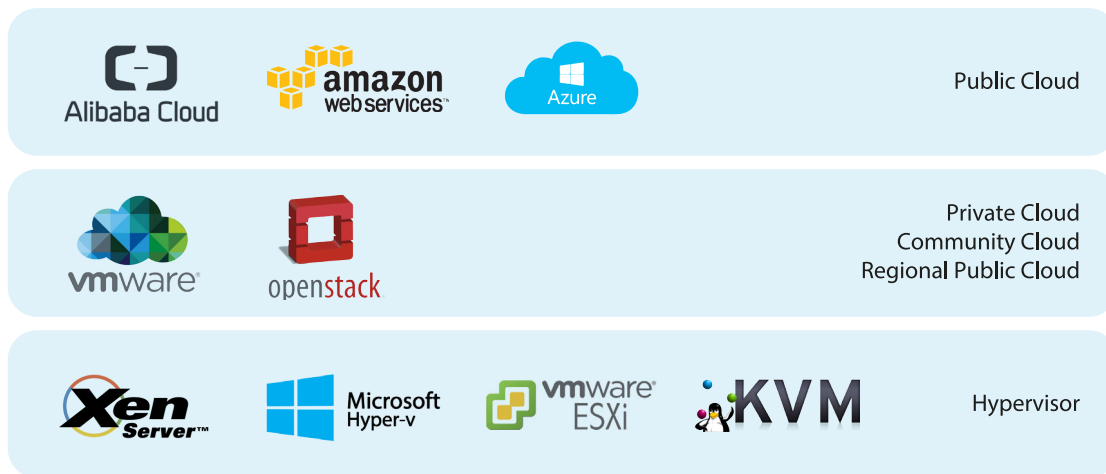 Alibaba Cloud
amazon
webservices™
Azure
Public Cloud
vmware®
openstack
Private Cloud
Community Cloud
Regional Public Cloud
Xen
Server™
Microsoft
Hyper-v
vmware®
ESXi
KVM
Hypervisor